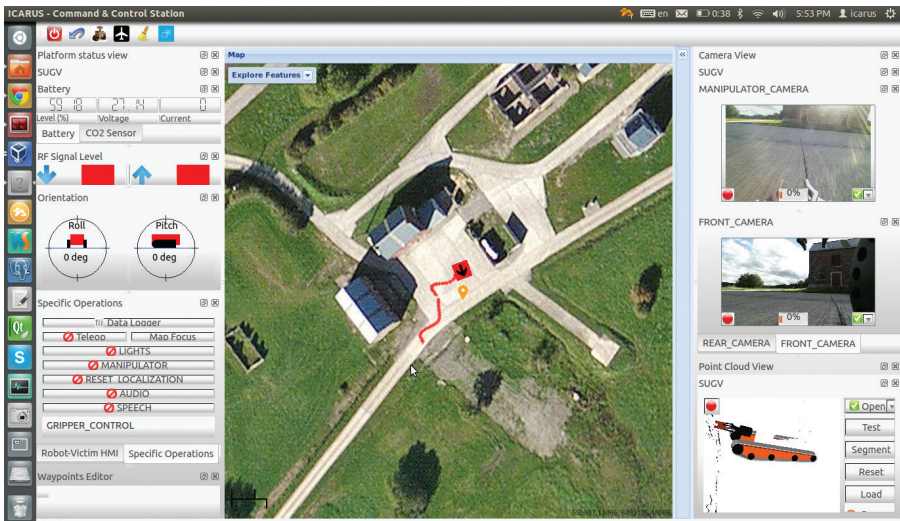 ICARUS - Command & Control Station
en
0:38
5:53 PM
icarus
Platform status view
SUGV
Battery
Level (%)
Voltage
Current
Battery
CO2 Sensor
RF Signal Level
Orientation
Roll
Pitch
0 deg
0 deg
Specific Operations
Data Logger
Teleop
Map Focus
LIGHTS
MANIPULATOR
RESET_LOCALIZATION
AUDIO
SPEECH
GRIPPER_CONTROL
Robot-Victim HMI
Specific Operations
Waypoints Editor
Map
Explore Features
Camera View
SUGV
MANIPULATOR_CAMERA
0%
FRONT_CAMERA
0%
REAR_CAMERA
FRONT_CAMERA
Point Cloud View
SUGV
Open
Test
Segment
Reset
Load